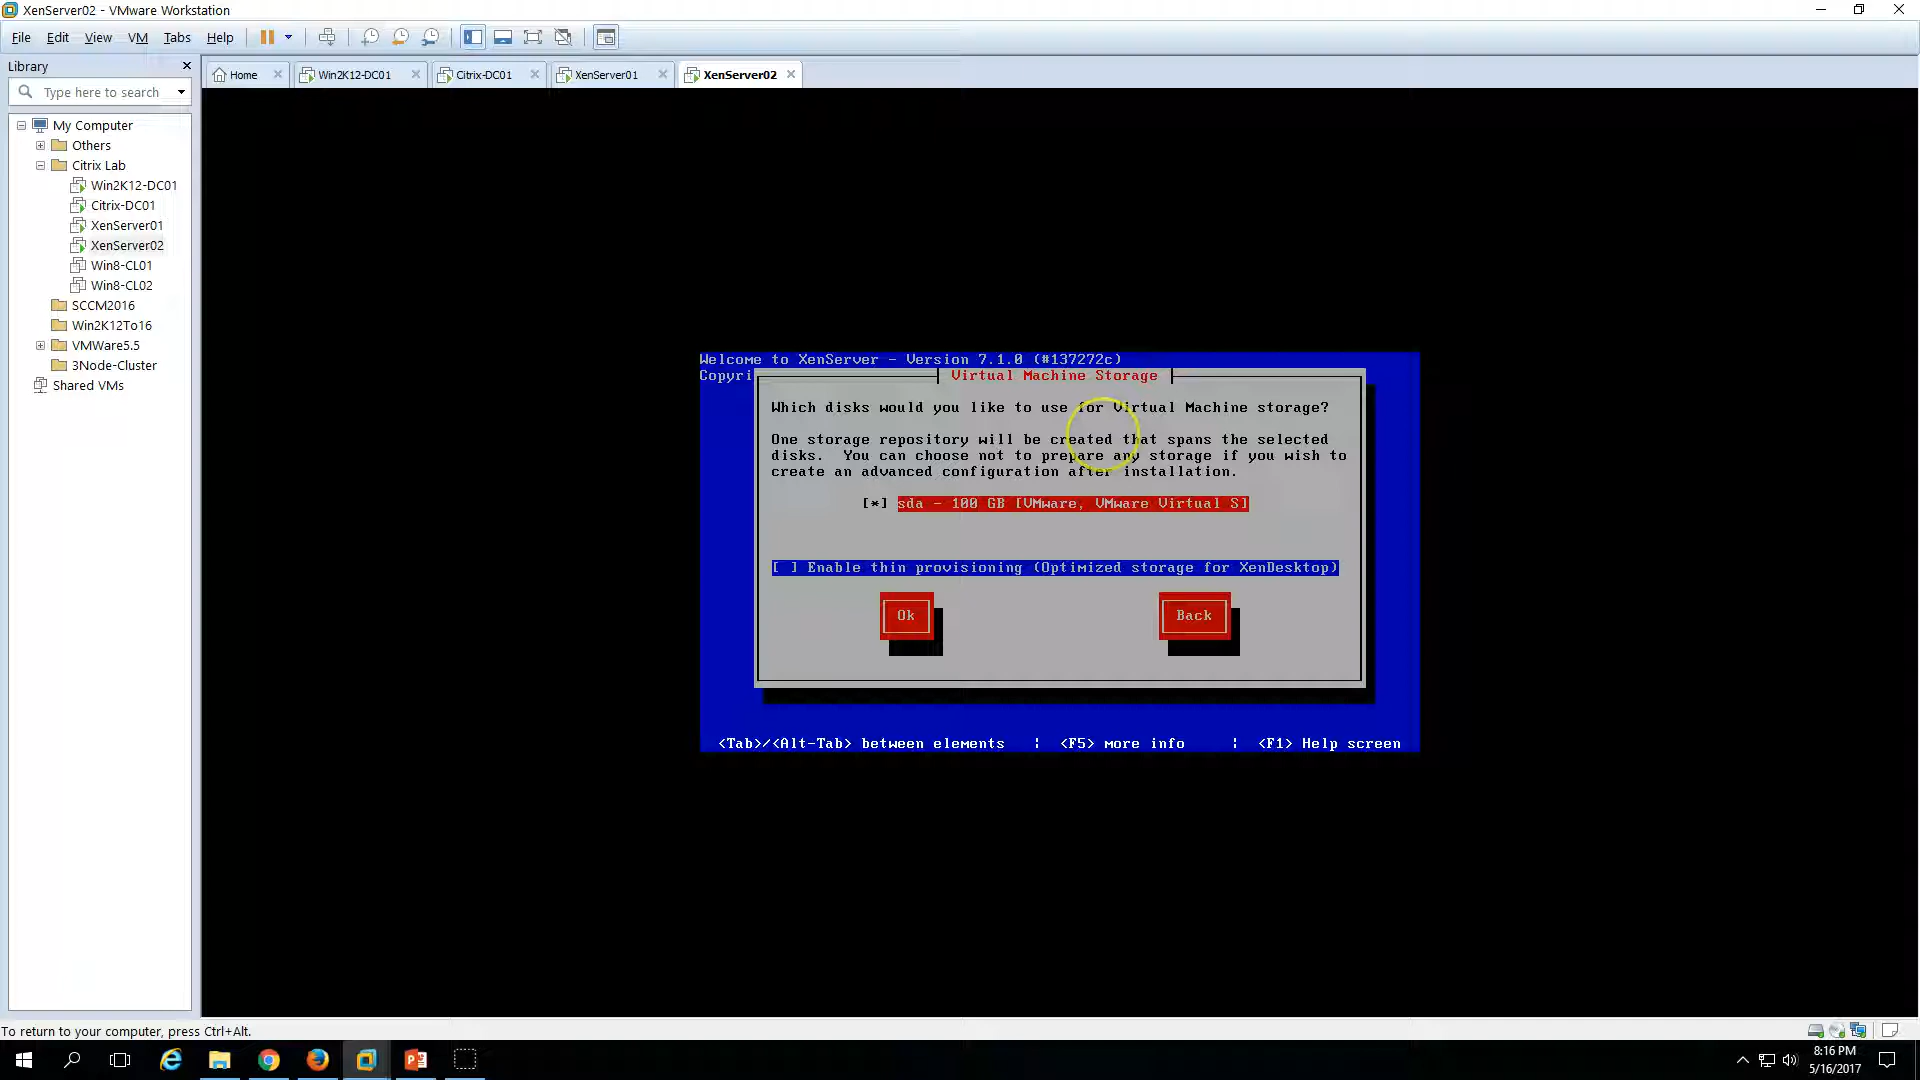 XenServer02 - VMware Workstation
File Edit View VM Tabs Help
Library
Type here to search
Home
Win2K12-DC01
Citrix-DC01
XenServer01
XenServer02
My Computer
Others
Citrix Lab
Win2K12-DC01
Citrix-DC01
XenServer01
XenServer02
Win8-CL01
Win8-CL02
SCCM2016
Win2K12To16
VMWare5.5
3Node-Cluster
Shared VMs
Welcome to XenServer - Version 7.1.0 (#137272c)
Copyri
Virtual Machine Storage
Which disks would you like to use for Virtual Machine storage?
One storage repository will be created that spans the selected
disks.  You can choose not to prepare any storage if you wish to
create an advanced configuration after installation.
[*] sda - 100 GB [VMware, VMware Virtual S]
[ ] Enable thin provisioning (Optimized storage for XenDesktop)
Ok
Back
<Tab>/<Alt-Tab> between elements ¦ <F5> more info ¦ <F1> Help screen
To return to your computer, press Ctrl+Alt.
8:16 PM
5/16/2017